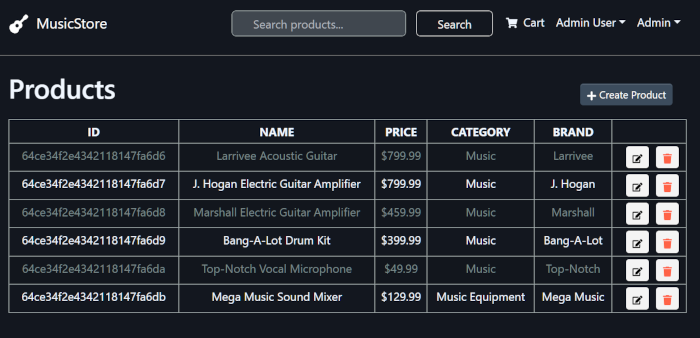 MusicStore Search products... Search Cart Admin User Admin
Products
Create Product
ID NAME PRICE CATEGORY BRAND
64ce34f2e4342118147fa6d6 Larrivee Acoustic Guitar $799.99 Music Larrivee
64ce34f2e4342118147fa6d7 J. Hogan Electric Guitar Amplifier $799.99 Music J. Hogan
64ce34f2e4342118147fa6d8 Marshall Electric Guitar Amplifier $459.99 Music Marshall
64ce34f2e4342118147fa6d9 Bang-A-Lot Drum Kit $399.99 Music Bang-A-Lot
64ce34f2e4342118147fa6da Top-Notch Vocal Microphone $49.99 Music Top-Notch
64ce34f2e4342118147fa6db Mega Music Sound Mixer $129.99 Music Equipment Mega Music